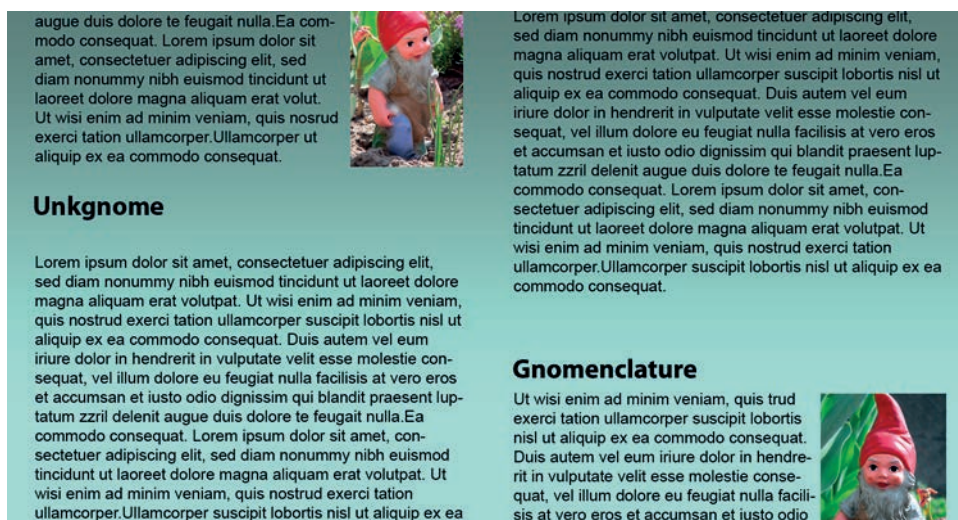 augue duis dolore te feugait nulla.Ea com-
modo consequat. Lorem ipsum dolor sit
amet, consectetuer adipiscing elit, sed
diam nonummy nibh euismod tincidunt ut
laoreet dolore magna aliquam erat volut.
Ut wisi enim ad minim veniam, quis nosrud
exerci tation ullamcorper.Ullamcorper ut
aliquip ex ea commodo consequat.
Unkgnome
Lorem ipsum dolor sit amet, consectetuer adipiscing elit,
sed diam nonummy nibh euismod tincidunt ut laoreet dolore
magna aliquam erat volutpat. Ut wisi enim ad minim veniam,
quis nostrud exerci tation ullamcorper suscipit lobortis nisl ut
aliquip ex ea commodo consequat. Duis autem vel eum
iriure dolor in hendrerit in vulputate velit esse molestie con-
sequat, vel illum dolore eu feugiat nulla facilisis at vero eros
et accumsan et iusto odio dignissim qui blandit praesent lup-
tatum zzril delenit augue duis dolore te feugait nulla.Ea
commodo consequat. Lorem ipsum dolor sit amet, con-
sectetuer adipiscing elit, sed diam nonummy nibh euismod
tincidunt ut laoreet dolore magna aliquam erat volutpat. Ut
wisi enim ad minim veniam, quis nostrud exerci tation
ullamcorper.Ullamcorper suscipit lobortis nisl ut aliquip ex ea
Lorem ipsum dolor sit amet, consectetuer adipiscing elit,
sed diam nonummy nibh euismod tincidunt ut laoreet dolore
magna aliquam erat volutpat. Ut wisi enim ad minim veniam,
quis nostrud exerci tation ullamcorper suscipit lobortis nisl ut
aliquip ex ea commodo consequat. Duis autem vel eum
iriure dolor in hendrerit in vulputate velit esse molestie con-
sequat, vel illum dolore eu feugiat nulla facilisis at vero eros
et accumsan et iusto odio dignissim qui blandit praesent lup-
tatum zzril delenit augue duis dolore te feugait nulla.Ea
commodo consequat. Lorem ipsum dolor sit amet, con-
sectetuer adipiscing elit, sed diam nonummy nibh euismod
tincidunt ut laoreet dolore magna aliquam erat volutpat. Ut
wisi enim ad minim veniam, quis nostrud exerci tation
ullamcorper.Ullamcorper suscipit lobortis nisl ut aliquip ex ea
commodo consequat.
Gnomenclature
Ut wisi enim ad minim veniam, quis trud
exerci tation ullamcorper suscipit lobortis
nisl ut aliquip ex ea commodo consequat.
Duis autem vel eum iriure dolor in hendre-
rit in vulputate velit esse molestie conse-
quat, vel illum dolore eu feugiat nulla facili-
sis at vero eros et accumsan et iusto odio